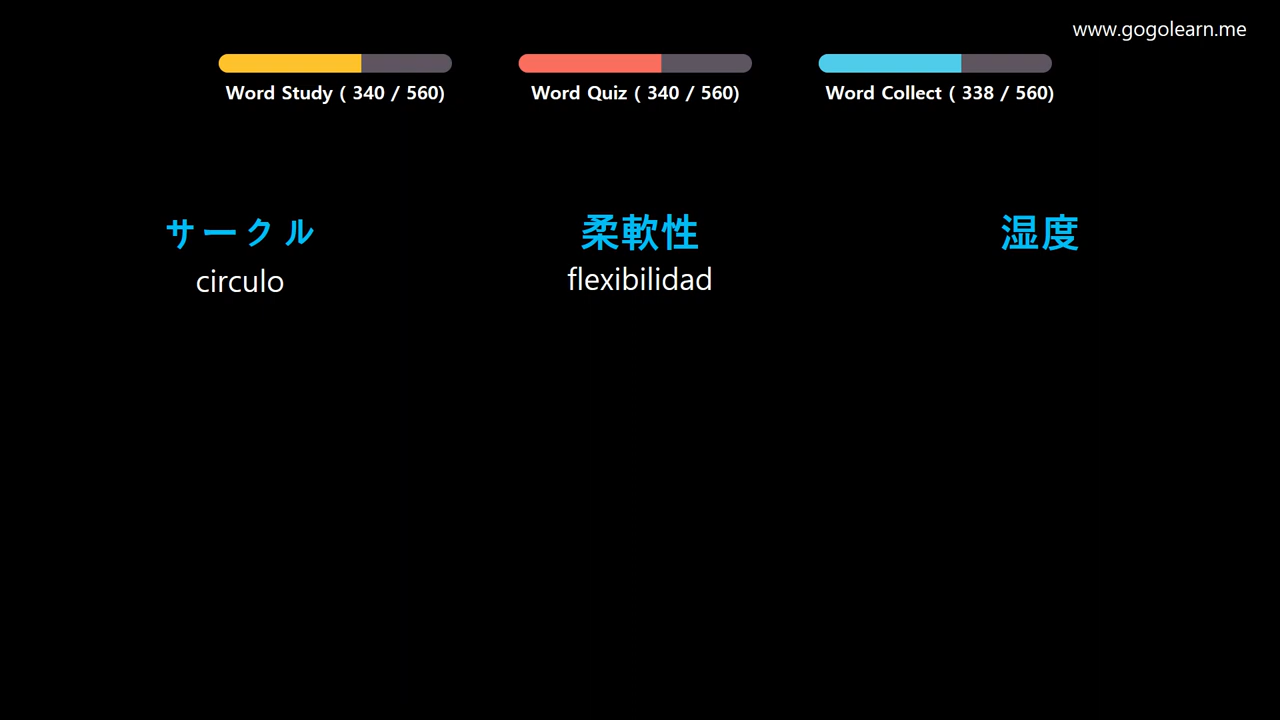 www.gogolearn.me
Word Study ( 340 / 560)
Word Quiz ( 340 / 560)
Word Collect ( 338 / 560)
サークル
circulo
柔軟性
flexibilidad
湿度